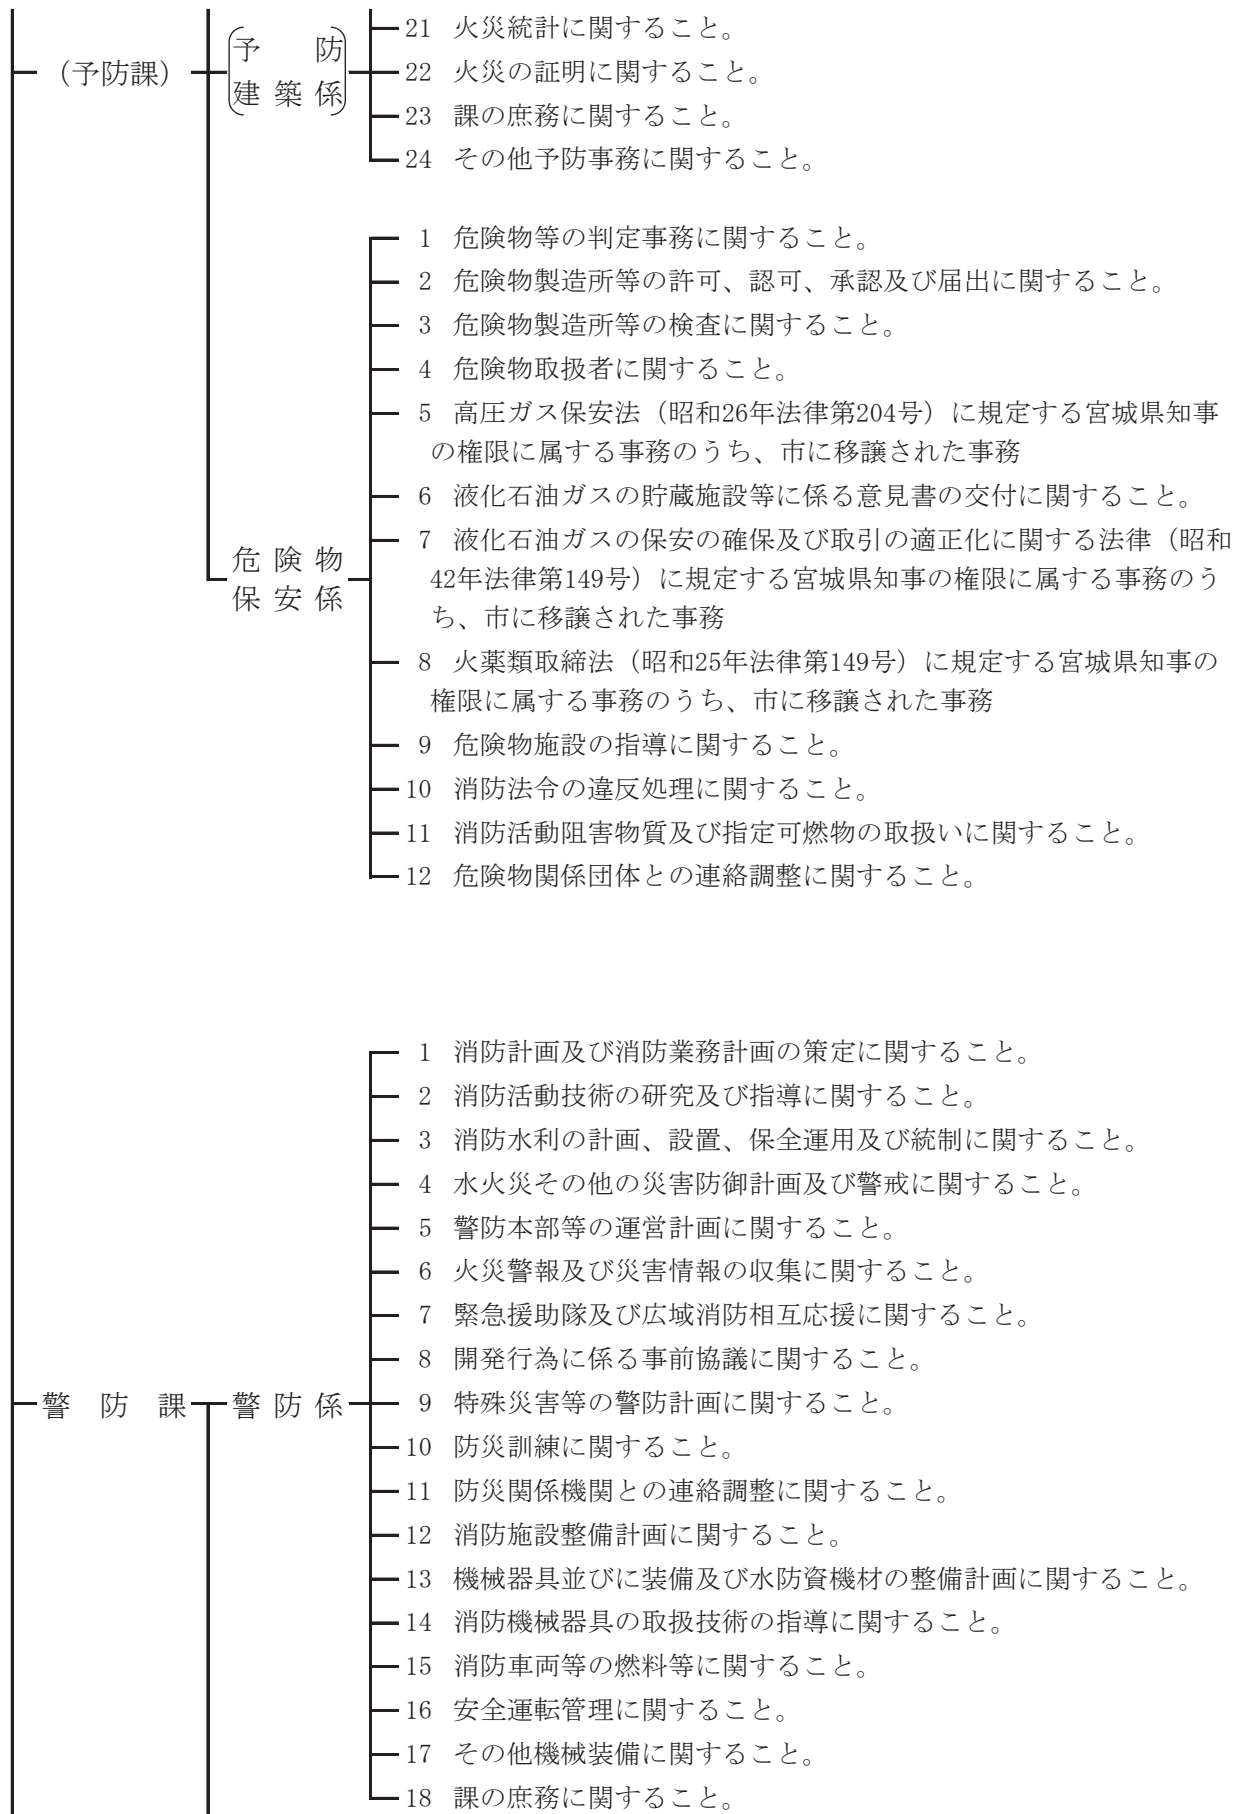 （予防課）
予防
建築係
21 火災統計に関すること。
22 火災の証明に関すること。
23 課の庶務に関すること。
24 その他予防事務に関すること。
危険物
保安係
1 危険物等の判定事務に関すること。
2 危険物製造所等の許可、認可、承認及び届出に関すること。
3 危険物製造所等の検査に関すること。
4 危険物取扱者に関すること。
5 高圧ガス保安法（昭和26年法律第204号）に規定する宮城県知事
の権限に属する事務のうち、市に移譲された事務
6 液化石油ガスの貯蔵施設等に係る意見書の交付に関すること。
7 液化石油ガスの保安の確保及び取引の適正化に関する法律（昭和
42年法律第149号）に規定する宮城県知事の権限に属する事務のう
ち、市に移譲された事務
8 火薬類取締法（昭和25年法律第149号）に規定する宮城県知事の
権限に属する事務のうち、市に移譲された事務
9 危険物施設の指導に関すること。
10 消防法令の違反処理に関すること。
11 消防活動阻害物質及び指定可燃物の取扱いに関すること。
12 危険物関係団体との連絡調整に関すること。
警防課
警防係
1 消防計画及び消防業務計画の策定に関すること。
2 消防活動技術の研究及び指導に関すること。
3 消防水利の計画、設置、保全運用及び統制に関すること。
4 水火災その他の災害防御計画及び警戒に関すること。
5 警防本部等の運営計画に関すること。
6 火災警報及び災害情報の収集に関すること。
7 緊急援助隊及び広域消防相互応援に関すること。
8 開発行為に係る事前協議に関すること。
9 特殊災害等の警防計画に関すること。
10 防災訓練に関すること。
11 防災関係機関との連絡調整に関すること。
12 消防施設整備計画に関すること。
13 機械器具並びに装備及び水防資機材の整備計画に関すること。
14 消防機械器具の取扱技術の指導に関すること。
15 消防車両等の燃料等に関すること。
16 安全運転管理に関すること。
17 その他機械装備に関すること。
18 課の庶務に関すること。